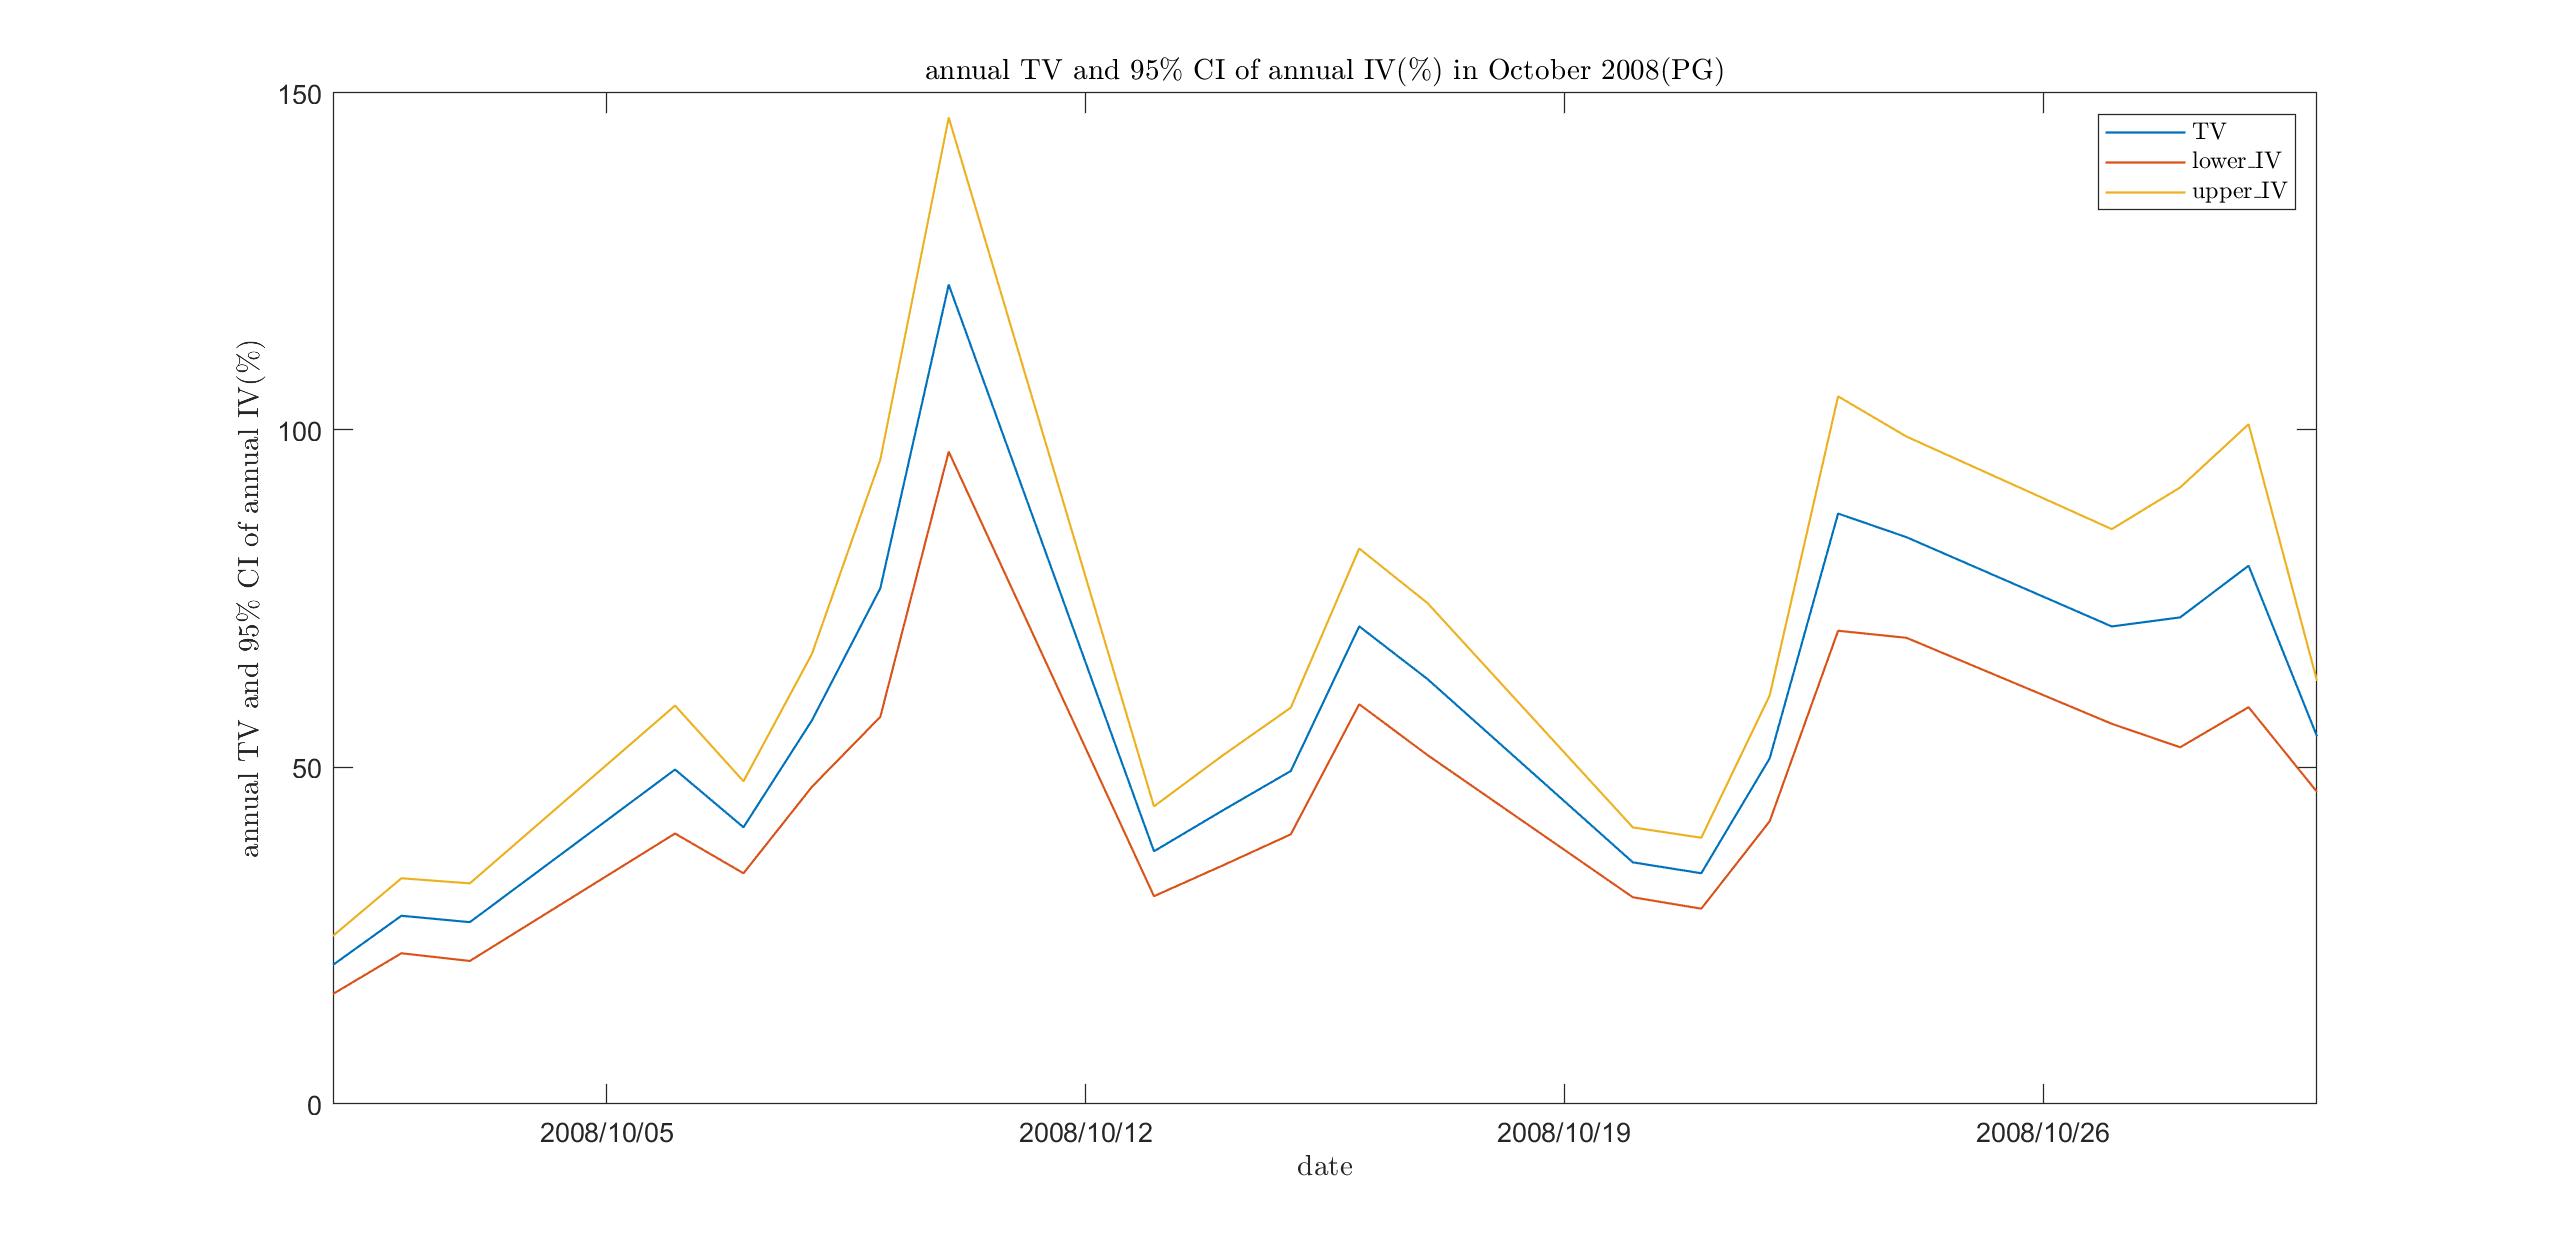 annual TV and 95% CI of annual IV(%) in October 2008(PG)
150
100
50
0
annual TV and 95% CI of annual IV(%)
TV
lower_IV
upper_IV
2008/10/05 2008/10/12 2008/10/19 2008/10/26
date